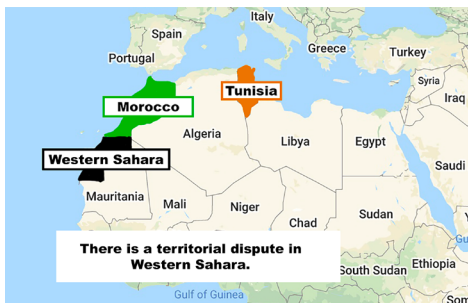 Italy
Spain
Portugal
Greece
Turkey
Tunisia
Syria
Morocco
Iraq
Algeria
Libya
Egypt
Western Sahara
Saudi
Mauritania
Mali
Niger
Chad
Sudan
There is a territorial dispute in
Western Sahara.
South Sudan
Ethiopia
Gulf of Guinea